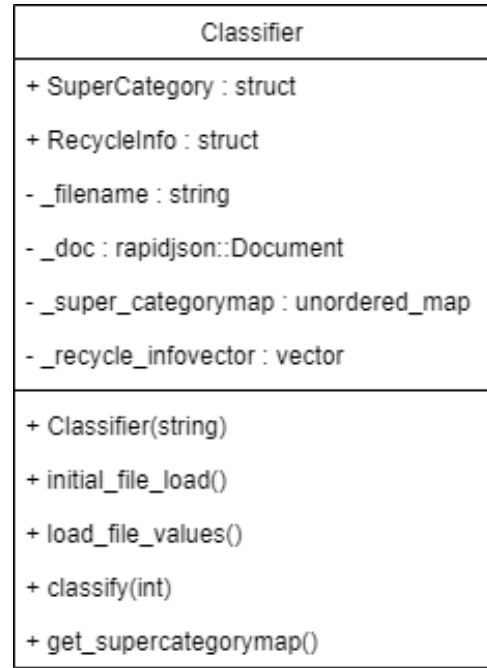 Classifier
+ SuperCategory : struct
+ RecycleInfo : struct
- _filename : string
- _doc : rapidjson::Document
- _super_categorymap : unordered_map
- _recycle_infovector : vector
+ Classifier(string)
+ initial_file_load()
+ load_file_values()
+ classify(int)
+ get_supercategorymap()